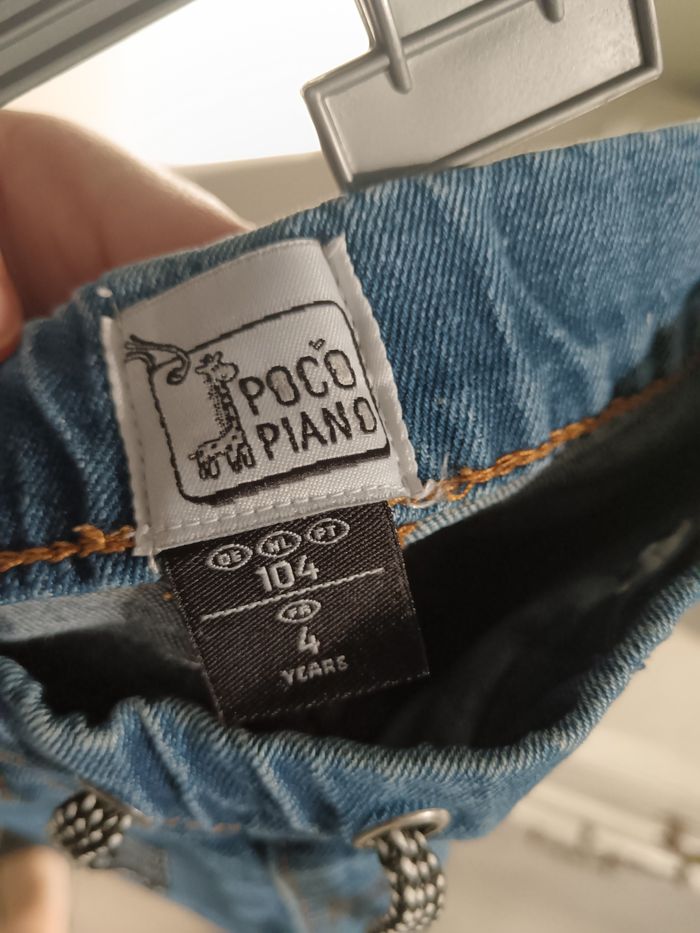 POCO
PIANO
DE NL PT
104
FR
4
YEARS